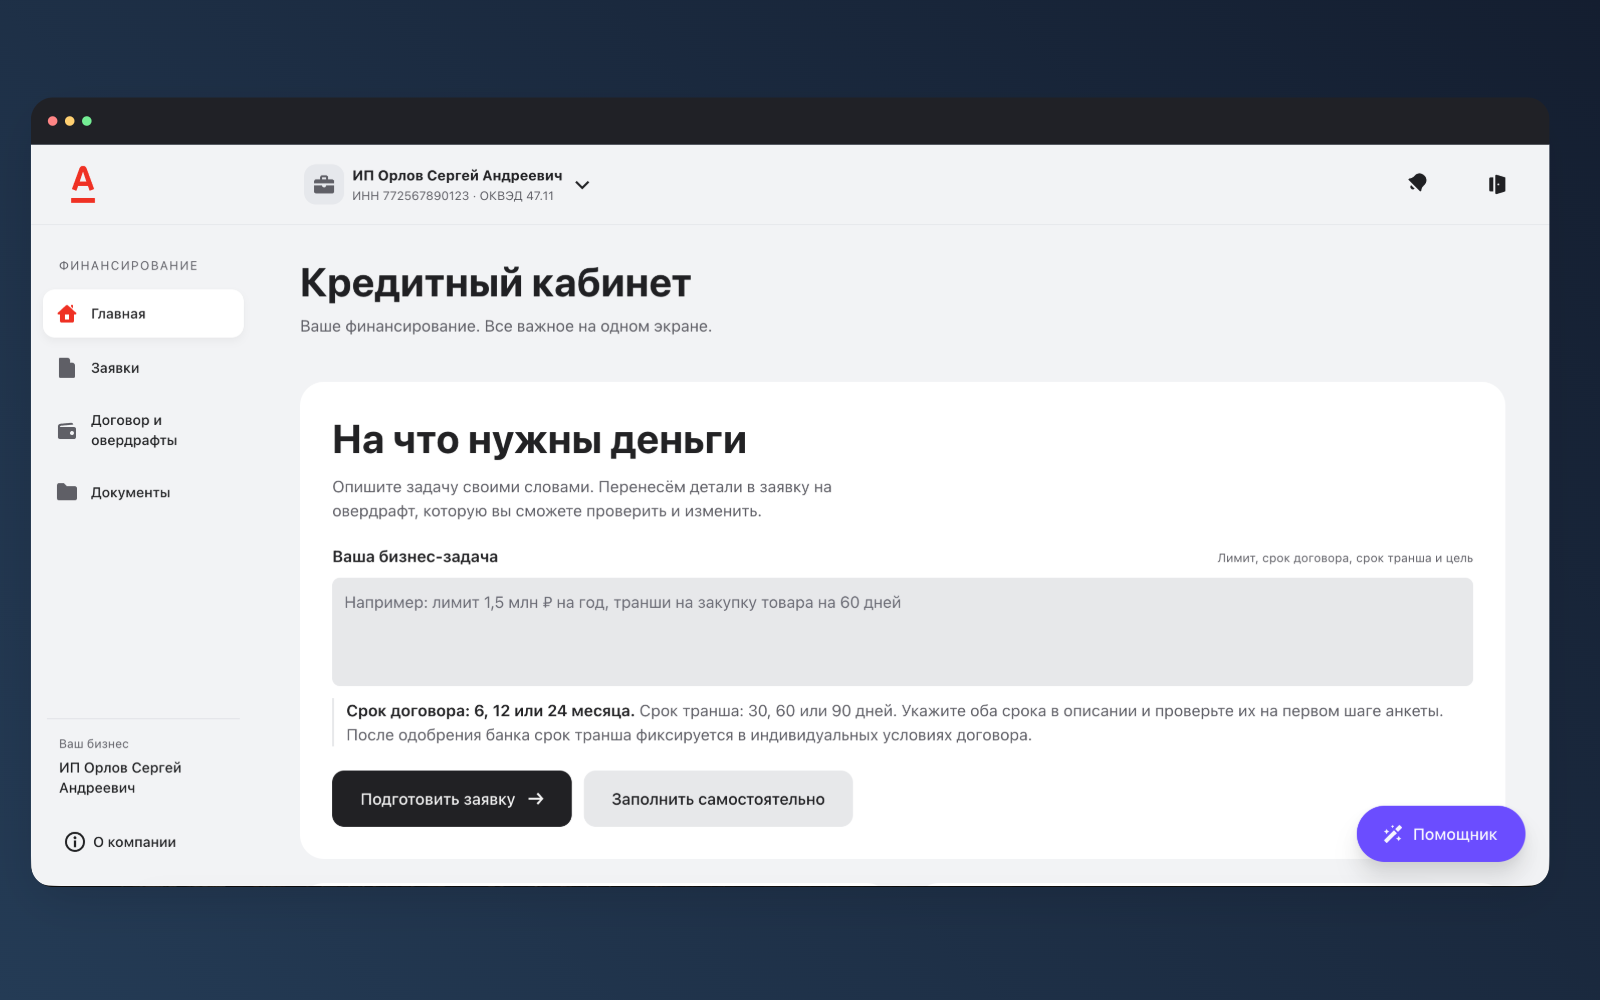 А
ИП Орлов Сергей Андреевич
ИНН 772567890123 · ОКВЭД 47.11
ФИНАНСИРОВАНИЕ
Главная
Заявки
Договор и
овердрафты
Документы
Ваш бизнес
ИП Орлов Сергей
Андреевич
О компании
Кредитный кабинет
Ваше финансирование. Все важное на одном экране.
На что нужны деньги
Опишите задачу своими словами. Перенесём детали в заявку на
овердрафт, которую вы сможете проверить и изменить.
Ваша бизнес-задача
Лимит, срок договора, срок транша и цель
Например: лимит 1,5 млн ₽ на год, транши на закупку товара на 60 дней
Срок договора: 6, 12 или 24 месяца. Срок транша: 30, 60 или 90 дней. Укажите оба срока в описании и проверьте их на первом шаге анкеты.
После одобрения банка срок транша фиксируется в индивидуальных условиях договора.
Подготовить заявку →
Заполнить самостоятельно
Помощник